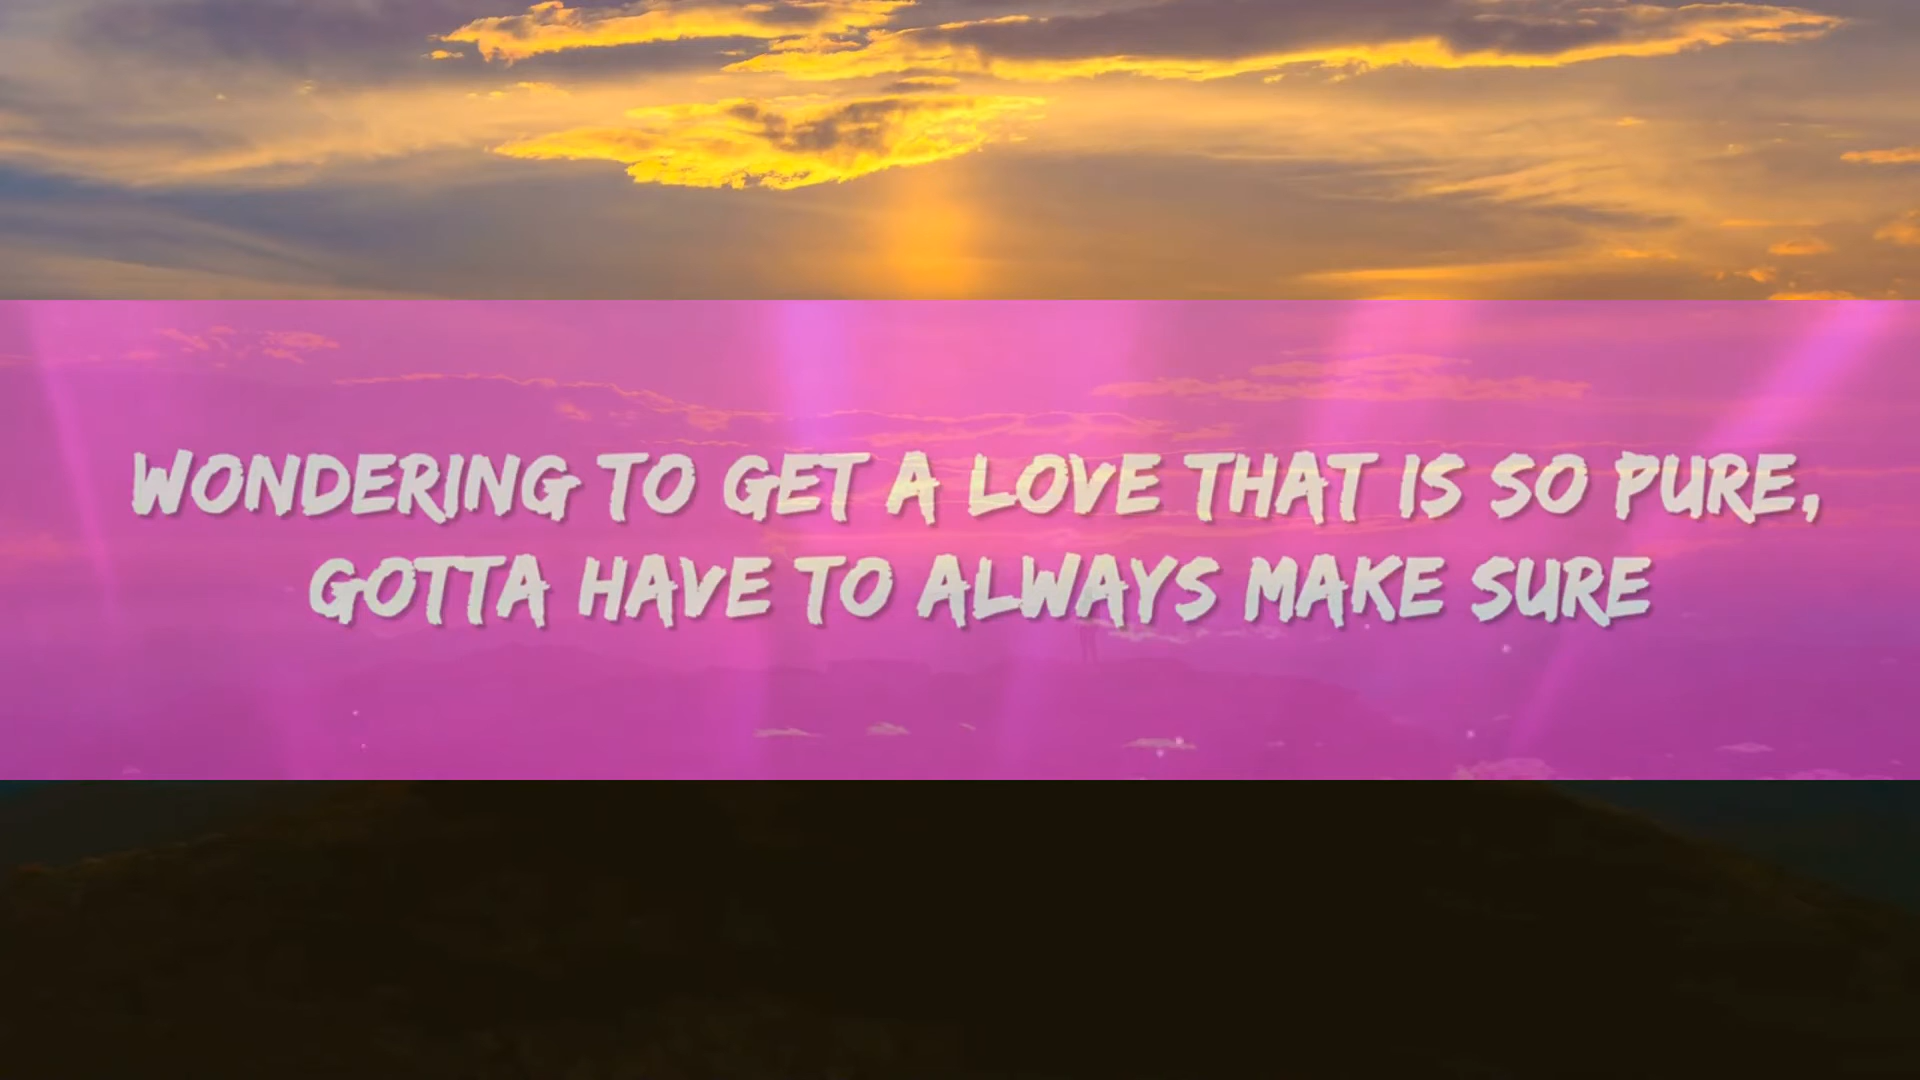 WONDERING TO GET A LOVE THAT IS SO PURE,
GOTTA HAVE TO ALWAYS MAKE SURE